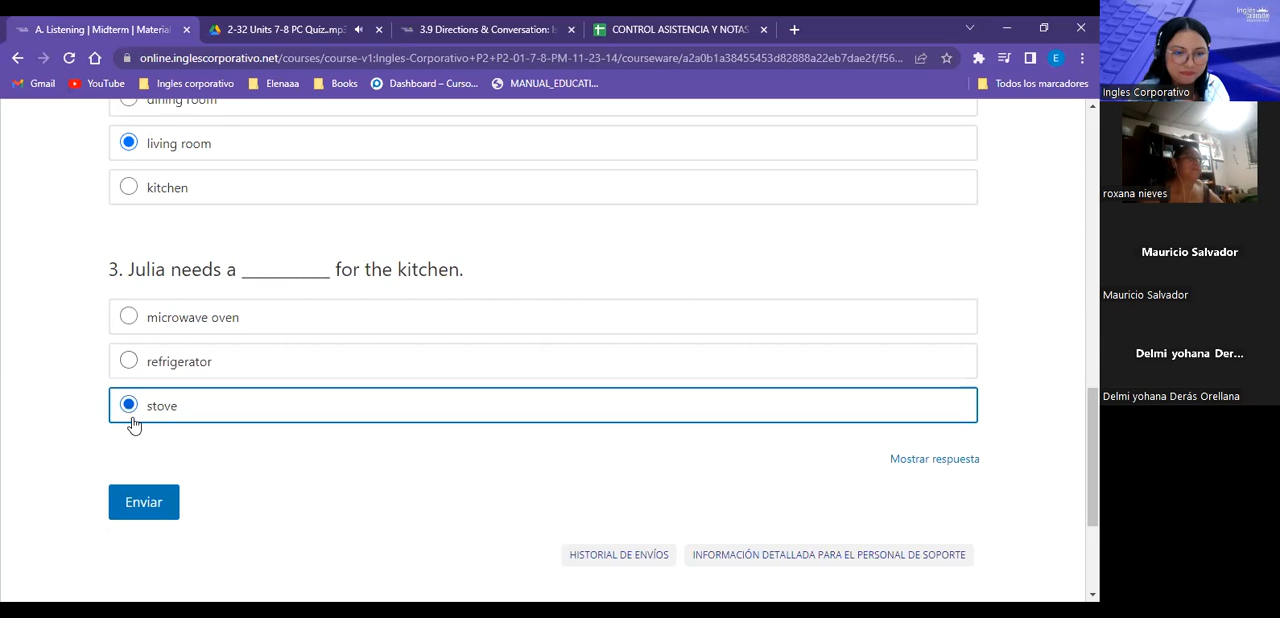 A. Listening | Midterm | Material
2-32 Units 7-8 PC Quiz..mp3
3.9 Directions & Conversation: Is
CONTROL ASISTENCIA Y NOTAS
online.inglescorporativo.net/courses/course-v1:Ingles-Corporativo+P2+P2-01-7-8-PM-11-23-14/courseware/a2a0b1a38455453d82888a22eb7dae2f/f56...
E
Gmail
YouTube
Ingles corporativo
Elenaaa
Books
Dashboard – Curso...
MANUAL_EDUCATI...
Todos los marcadores
dining room
living room
kitchen
3. Julia needs a __________ for the kitchen.
microwave oven
refrigerator
stove
Mostrar respuesta
Enviar
HISTORIAL DE ENVÍOS
INFORMACIÓN DETALLADA PARA EL PERSONAL DE SOPORTE
Ingles Corporativo
roxana nieves
Mauricio Salvador
Mauricio Salvador
Delmi yohana Der...
Delmi yohana Derás Orellana